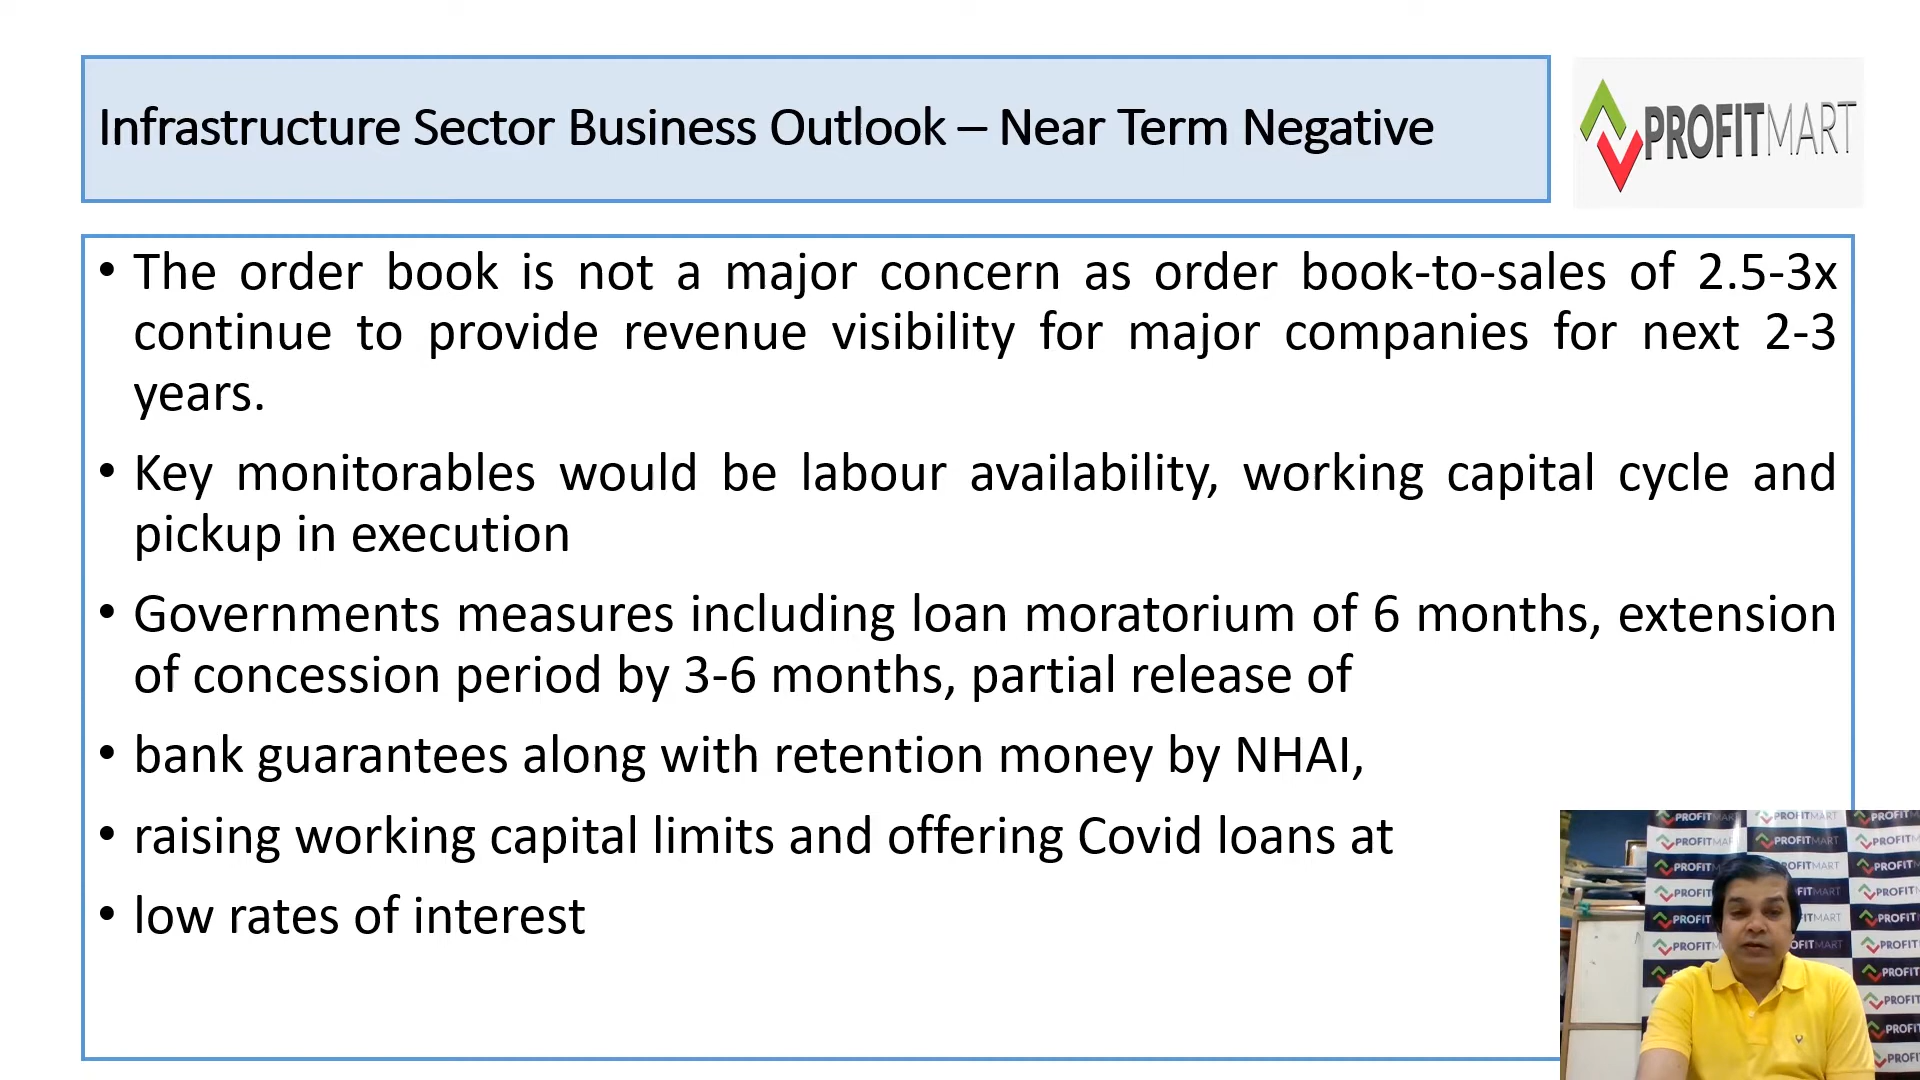 Infrastructure Sector Business Outlook – Near Term Negative
PROFITMART
• The order book is not a major concern as order book-to-sales of 2.5-3x
continue to provide revenue visibility for major companies for next 2-3
years.
• Key monitorables would be labour availability, working capital cycle and
pickup in execution
• Governments measures including loan moratorium of 6 months, extension
of concession period by 3-6 months, partial release of
• bank guarantees along with retention money by NHAI,
• raising working capital limits and offering Covid loans at
• low rates of interest
PROFITMART